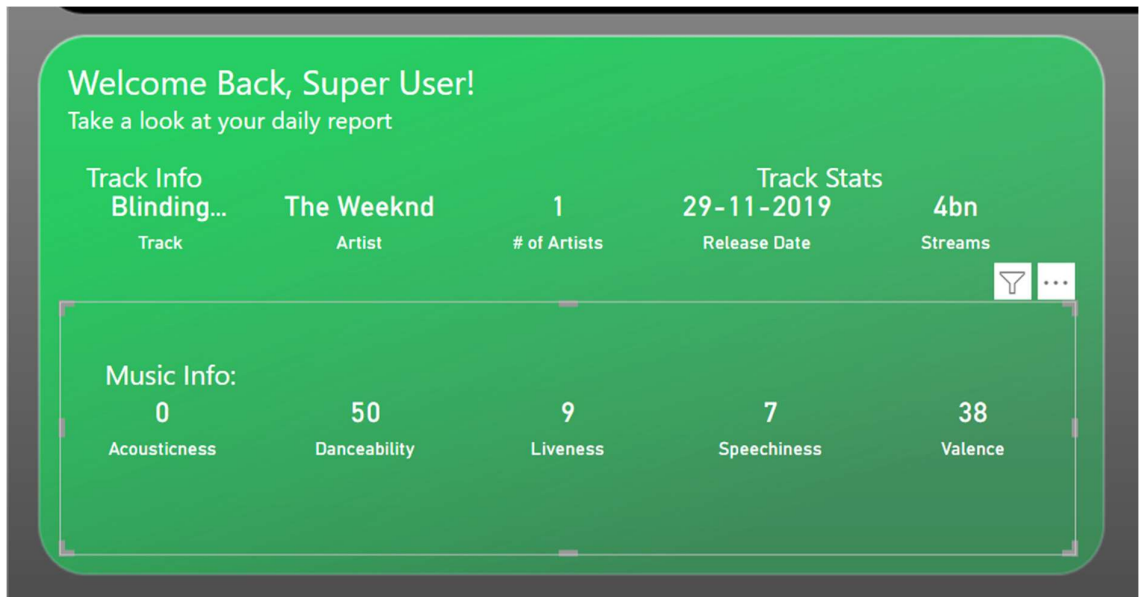 Welcome Back, Super User!
Take a look at your daily report
Track Info Track Stats
Blinding... The Weeknd 1 29-11-2019 4bn
Track Artist # of Artists Release Date Streams
Music Info:
0 50 9 7 38
Acousticness Danceability Liveness Speechiness Valence